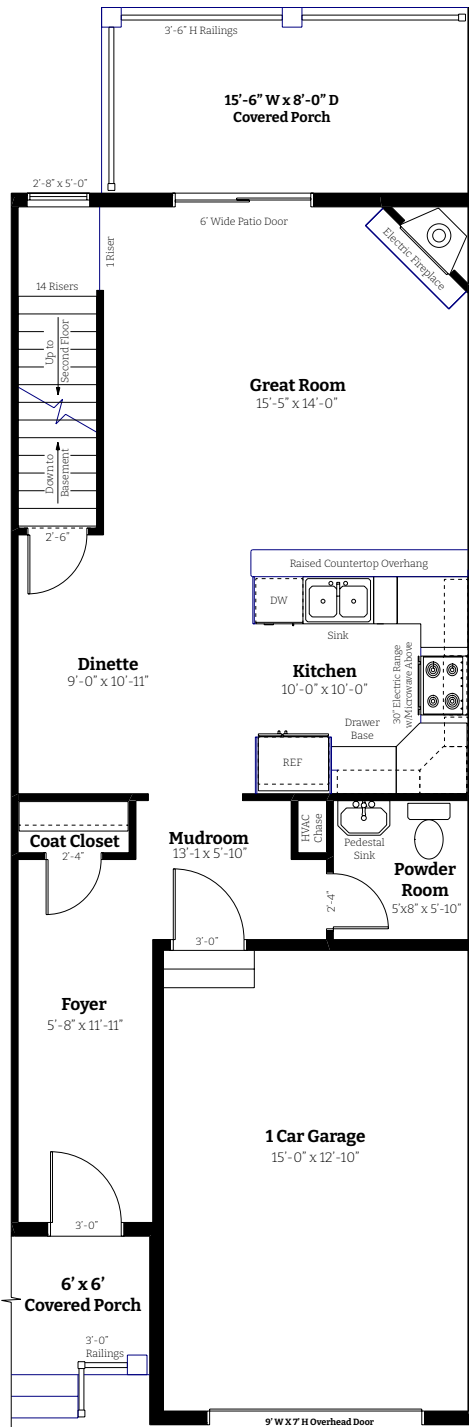 3'-6" H Railings
15'-6" W x 8'-0" D
Covered Porch
2'-8" x 5'-0"
6' Wide Patio Door
1 Riser
Electric Fireplace
14 Risers
Up to
Second Floor
Great Room
15'-5" x 14'-0"
Down to
Basement
2'-6"
Raised Countertop Overhang
DW
Sink
Dinette
9'-0" x 10'-11"
Kitchen
10'-0" x 10'-0"
30" Electric Range
w/Microwave Above
Drawer
Base
REF
Coat Closet
2'-4"
Mudroom
13'-1 x 5'-10"
HVAC
Chase
Pedestal
Sink
Powder
Room
5'x8" x 5'-10"
2'-4"
3'-0"
Foyer
5'-8" x 11'-11"
1 Car Garage
15'-0" x 12'-10"
3'-0"
6' x 6'
Covered Porch
3'-0"
Railings
9' W X 7' H Overhead Door